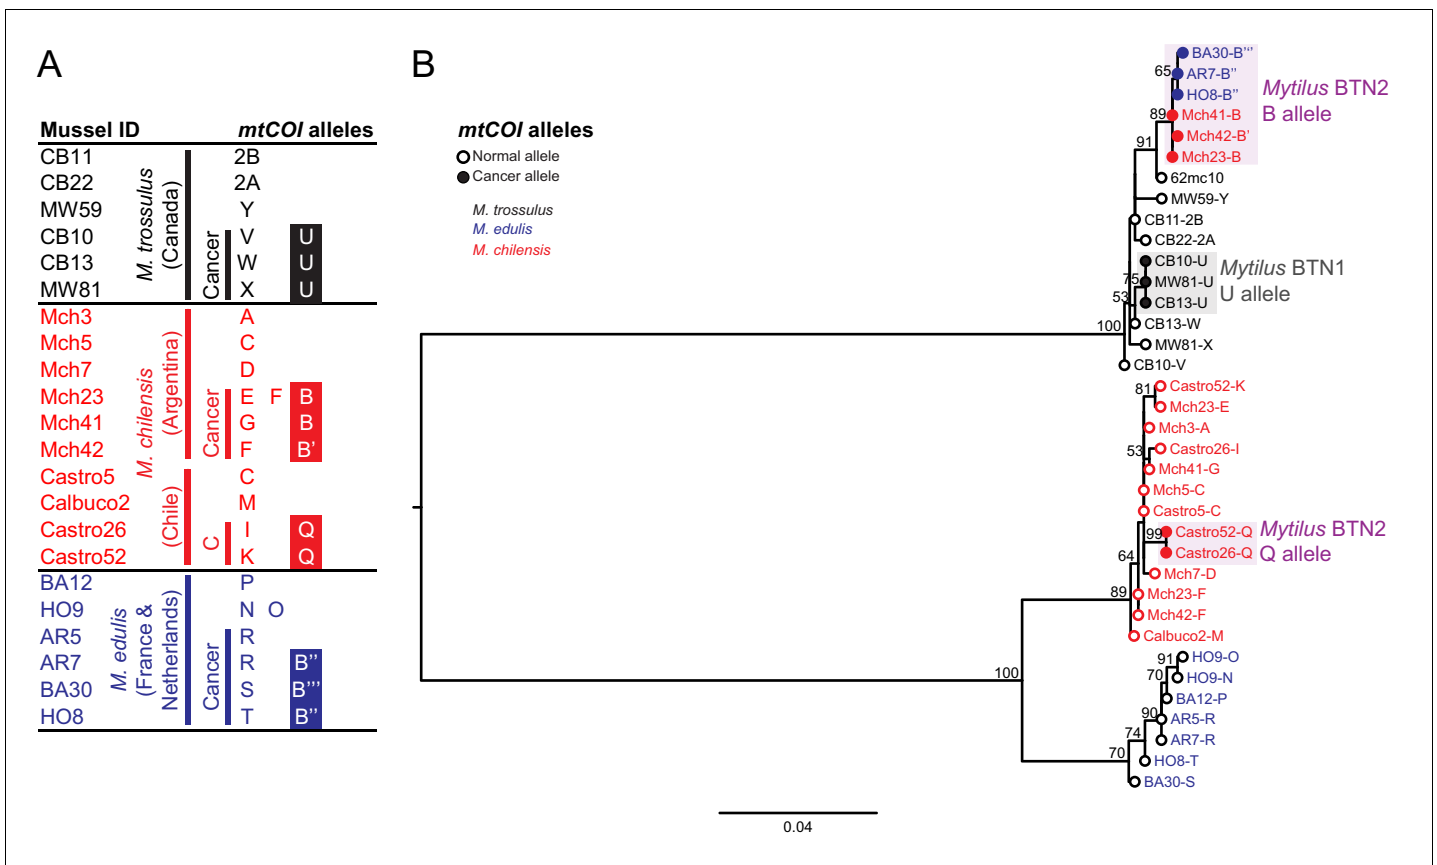 A
Mussel ID mtCOI alleles
CB11 2B
CB22 2A
MW59 Y
CB10 V U
CB13 W U
MW81 X U
M. trossulus
(Canada)
Cancer
Mch3 A
Mch5 C
Mch7 D
Mch23 E F B
Mch41 G B
Mch42 F B'
Castro5 C
Calbuco2 M
Castro26 I Q
Castro52 K Q
M. chilensis
(Argentina)
Cancer
(Chile)
C
BA12 P
HO9 N O
AR5 R
AR7 R B''
BA30 S B'''
HO8 T B''
M. edulis
(France &
Netherlands)
Cancer
B
mtCOI alleles
Normal allele
Cancer allele
M. trossulus
M. edulis
M. chilensis
BA30-B'''
65 AR7-B''
HO8-B''
89 Mch41-B
Mch42-B'
91 Mch23-B
Mytilus BTN2
B allele
62mc10
MW59-Y
CB11-2B
CB22-2A
CB10-U
75 MW81-U
53 CB13-U
Mytilus BTN1
U allele
100 CB13-W
MW81-X
CB10-V
81 Castro52-K
Mch23-E
Mch3-A
53 Castro26-I
Mch41-G
Mch5-C
Castro5-C
99 Castro52-Q
Castro26-Q
Mytilus BTN2
Q allele
64 Mch7-D
89 Mch23-F
Mch42-F
Calbuco2-M
91 HO9-O
100 70 HO9-N
BA12-P
90 AR5-R
74 AR7-R
70 HO8-T
BA30-S
0.04